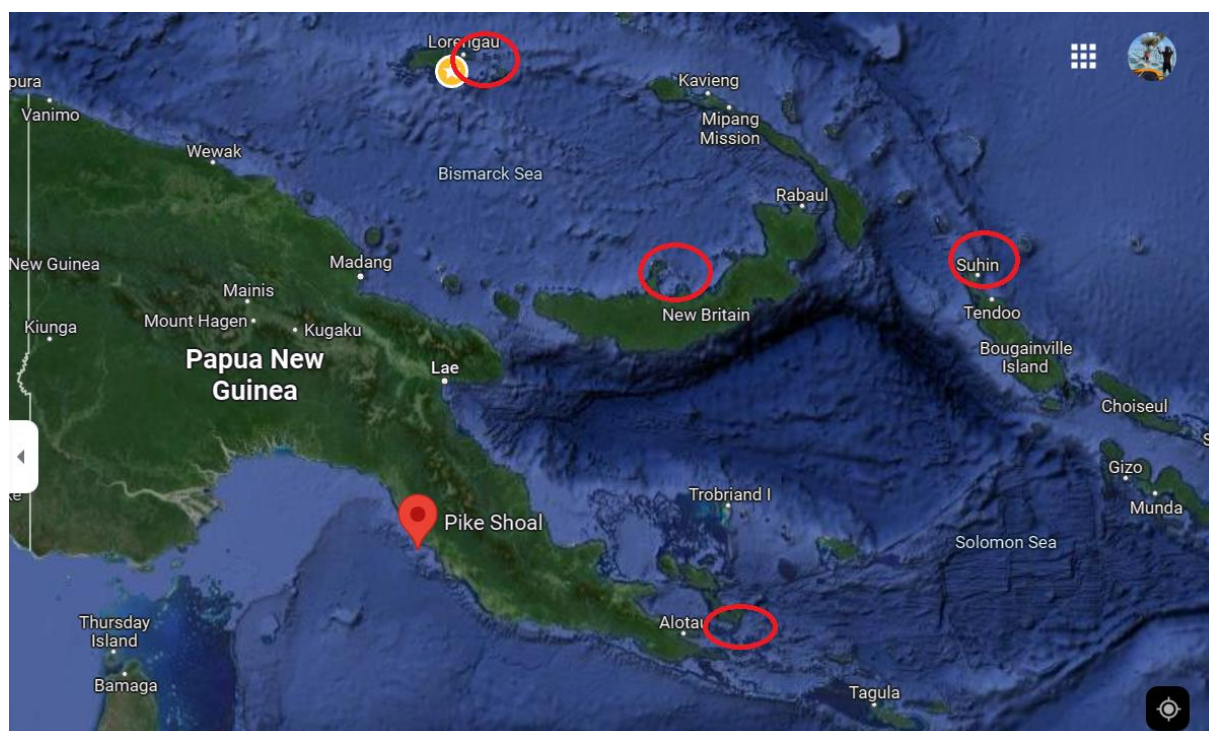 Lorengau
pura
Kavieng
Vanimo
Mipang
Mission
Wewak
Bismarck Sea
Rabaul
New Guinea
Madang
Suhin
Mainis
Kiunga
Mount Hagen
Kugaku
New Britain
Tendoo
Papua New
Guinea
Lae
Bougainville
Island
Choiseul
S
Gizo
Munda
Trobriand I
Pike Shoal
Solomon Sea
Thursday
Island
Alotau
Bamaga
Tagula